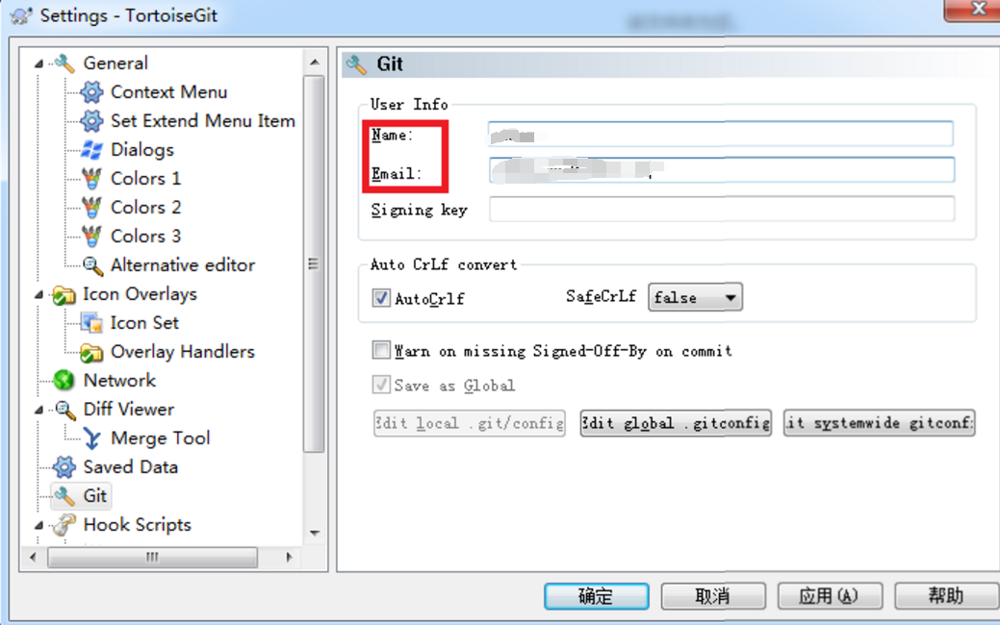 Settings - TortoiseGit
General
Context Menu
Set Extend Menu Item
Dialogs
Colors 1
Colors 2
Colors 3
Alternative editor
Icon Overlays
Icon Set
Overlay Handlers
Network
Diff Viewer
Merge Tool
Saved Data
Git
Hook Scripts
Git
User Info
Name:
Email:
Signing key
Auto CrLf convert
AutoCrlf
SafeCrLf
false
Warn on missing Signed-Off-By on commit
Save as Global
Edit local .git/config
Edit global .gitconfig
it systemwide gitconf
确定
取消
应用(A)
帮助